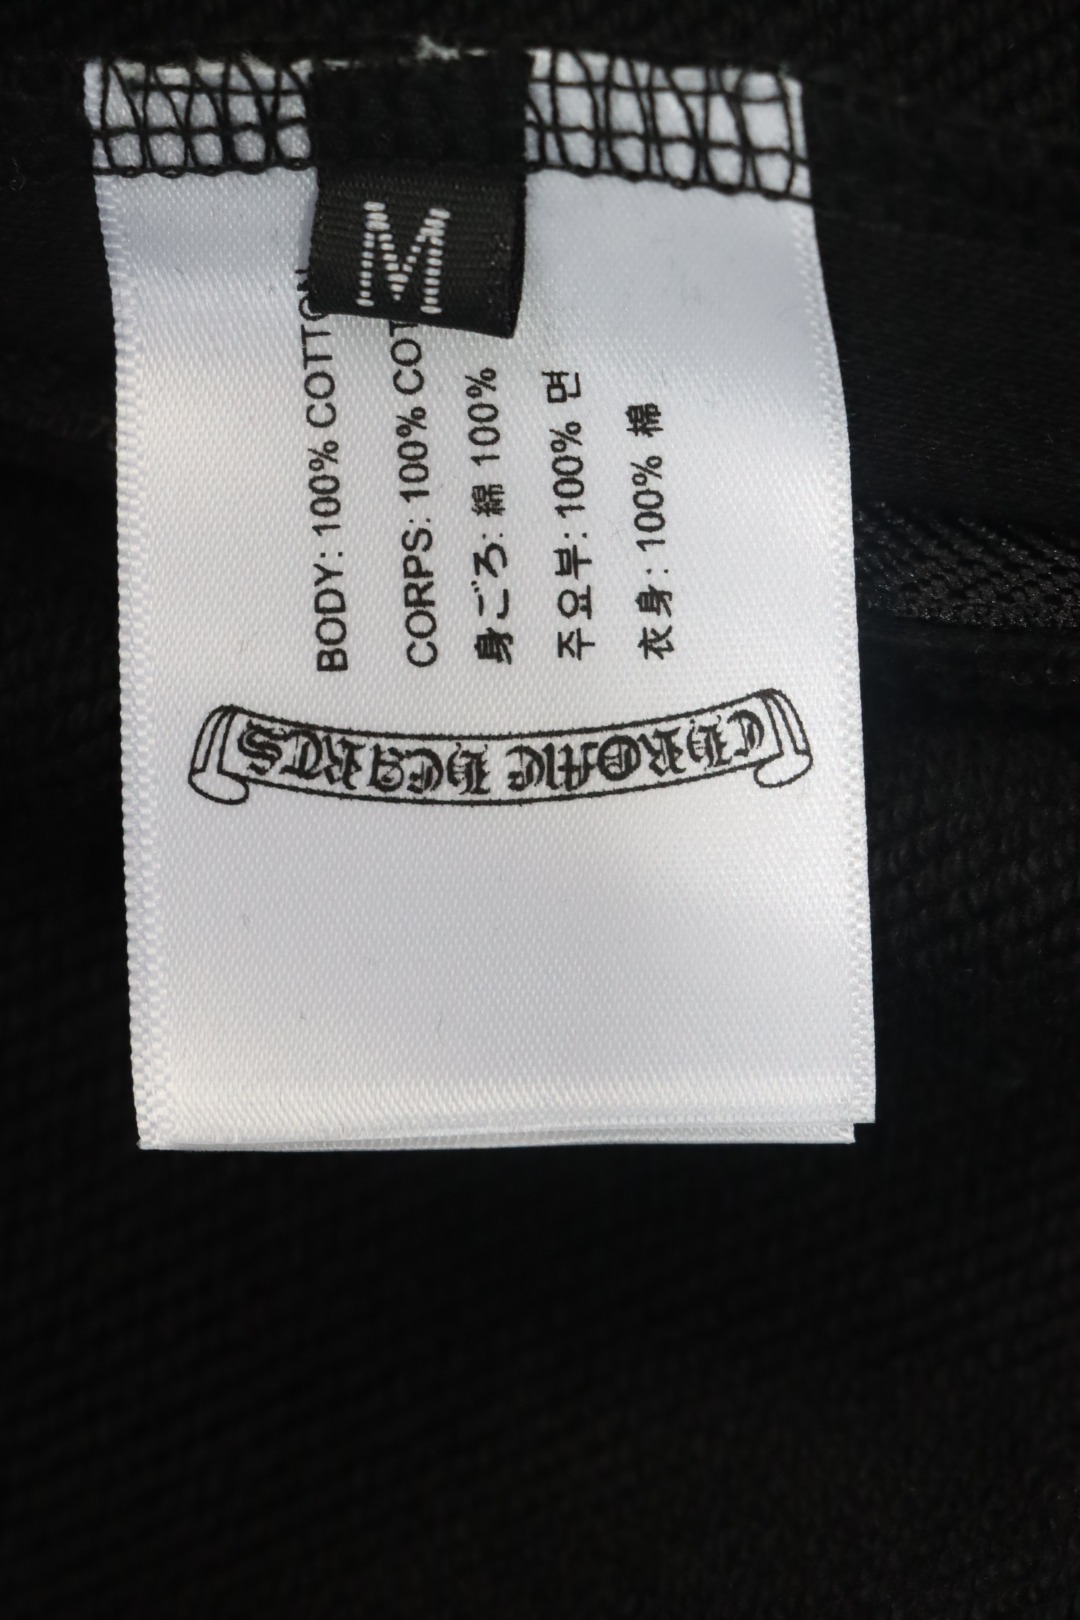 M
BODY: 100% COTTON
CORPS: 100% COT
身ごろ: 綿 100%
주요부: 100% 면
衣身: 100% 棉
CHROME HEARTS